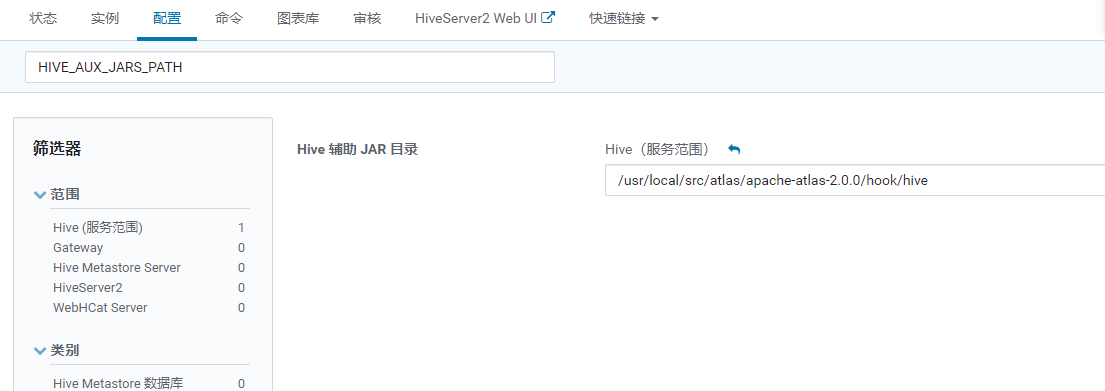 状态 实例 配置 命令 图表库 审核 HiveServer2 Web UI 快速链接
HIVE_AUX_JARS_PATH
筛选器
范围
Hive (服务范围) 1
Gateway 0
Hive Metastore Server 0
HiveServer2 0
WebHCat Server 0
类别
Hive Metastore 数据库 0
Hive 辅助 JAR 目录
Hive（服务范围）
/usr/local/src/atlas/apache-atlas-2.0.0/hook/hive